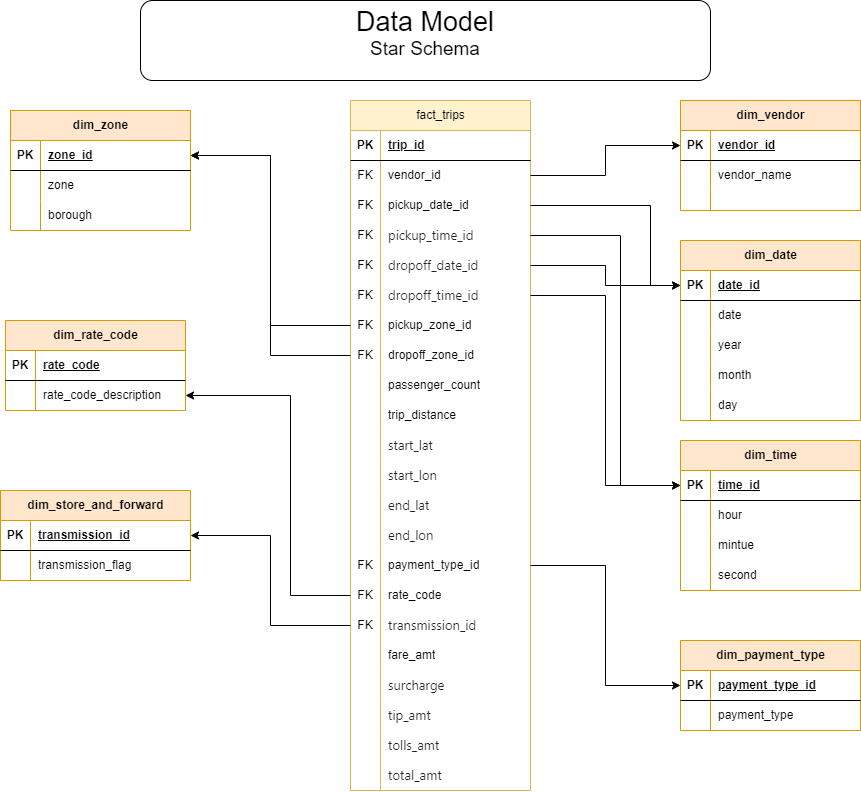 Data Model
Star Schema
dim_zone
PK zone_id
zone
borough
dim_rate_code
PK rate_code
rate_code_description
dim_store_and_forward
PK transmission_id
transmission_flag
fact_trips
PK trip_id
FK vendor_id
FK pickup_date_id
FK pickup_time_id
FK dropoff_date_id
FK dropoff_time_id
FK pickup_zone_id
FK dropoff_zone_id
passenger_count
trip_distance
start_lat
start_lon
end_lat
end_lon
FK payment_type_id
FK rate_code
FK transmission_id
fare_amt
surcharge
tip_amt
tolls_amt
total_amt
dim_vendor
PK vendor_id
vendor_name
dim_date
PK date_id
date
year
month
day
dim_time
PK time_id
hour
mintue
second
dim_payment_type
PK payment_type_id
payment_type